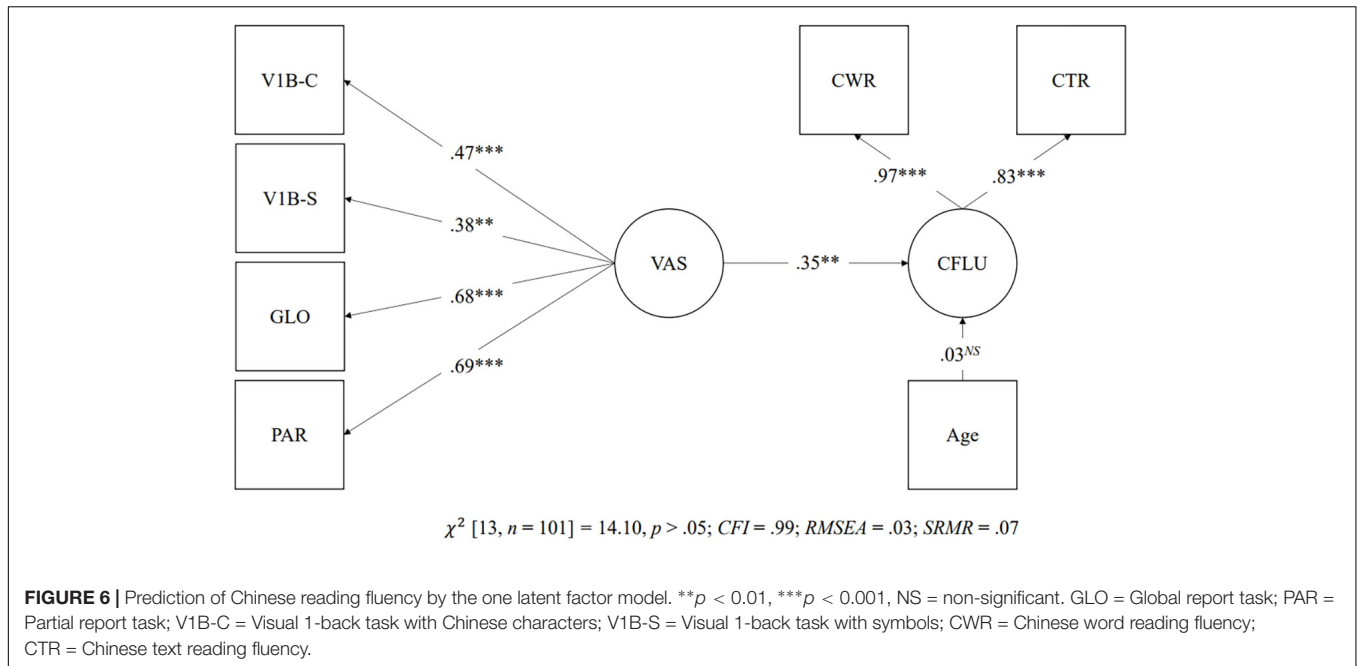 V1B-C
CWR
CTR
.47***
.97***
.83***
V1B-S
.38**
VAS
.35**
CFLU
.68***
GLO
.03NS
.69***
PAR
Age
χ² [13, n = 101] = 14.10, p > .05; CFI = .99; RMSEA = .03; SRMR = .07
FIGURE 6 | Prediction of Chinese reading fluency by the one latent factor model. **p < 0.01, ***p < 0.001, NS = non-significant. GLO = Global report task; PAR =
Partial report task; V1B-C = Visual 1-back task with Chinese characters; V1B-S = Visual 1-back task with symbols; CWR = Chinese word reading fluency;
CTR = Chinese text reading fluency.